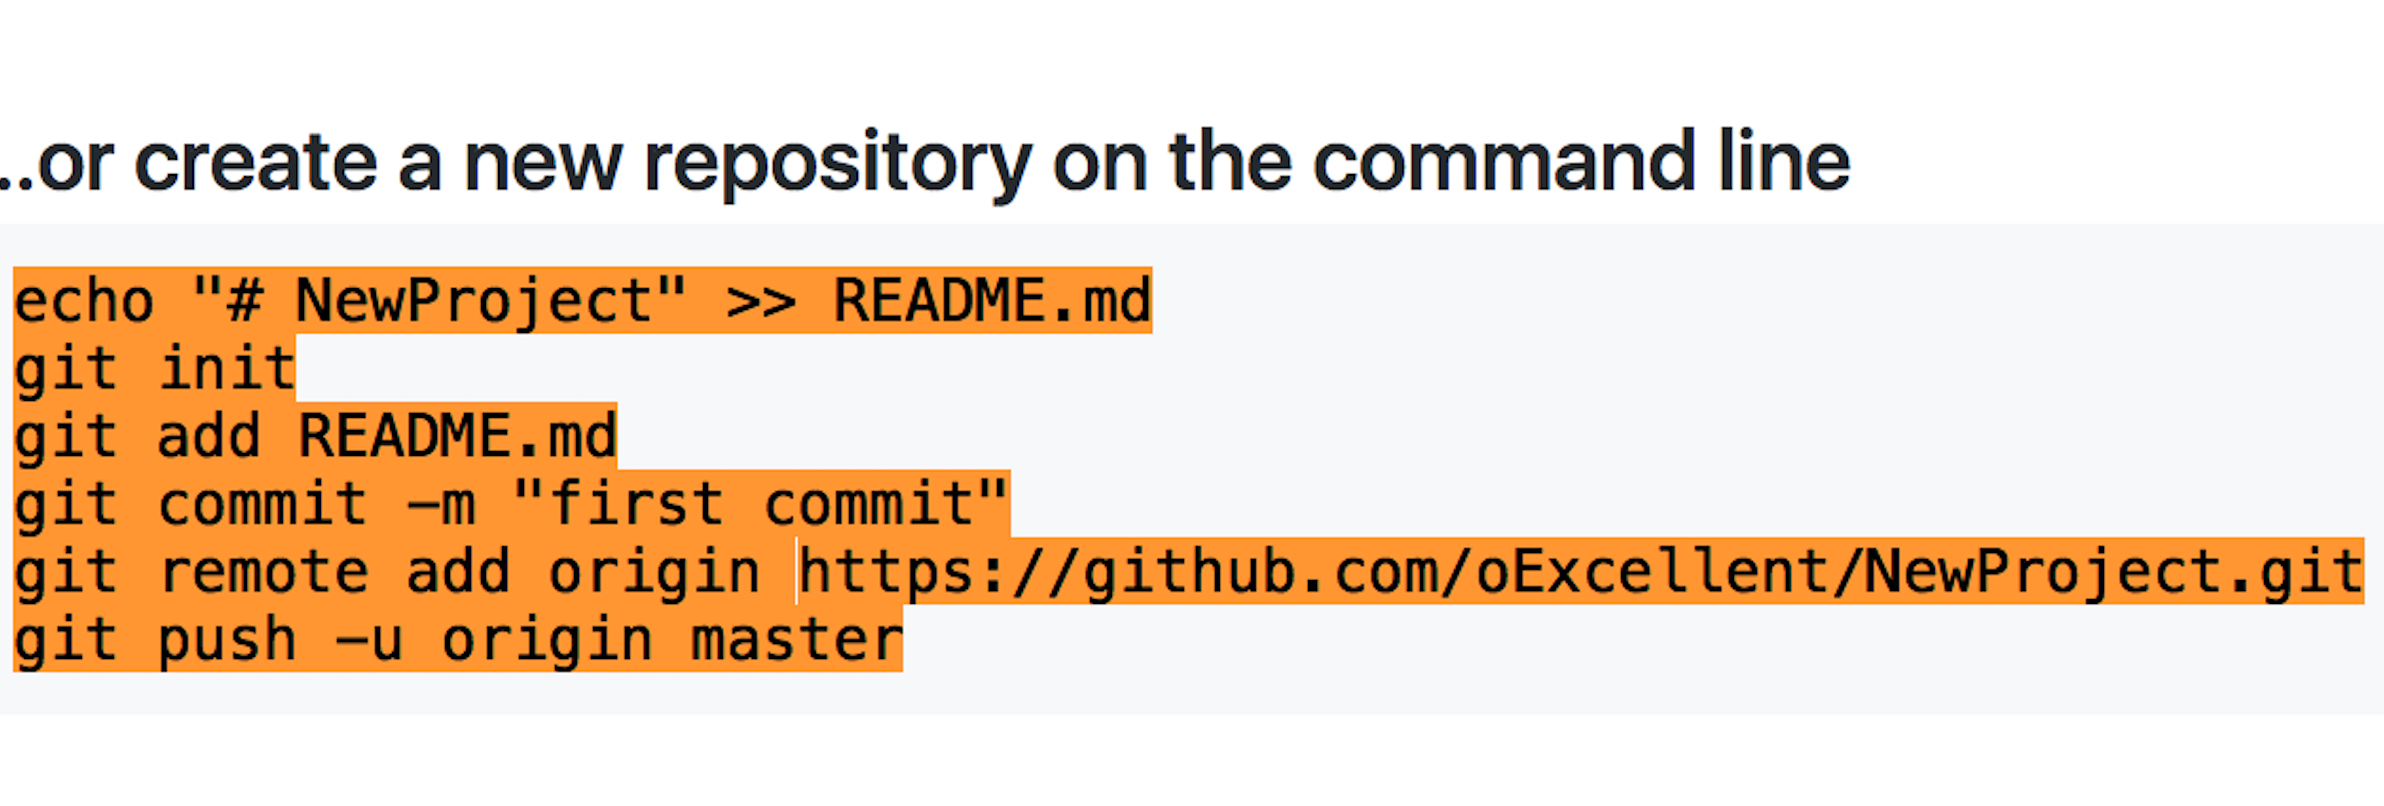 ..or create a new repository on the command line
echo "# NewProject" >> README.md
git init
git add README.md
git commit -m "first commit"
git remote add origin https://github.com/oExcellent/NewProject.git
git push -u origin master